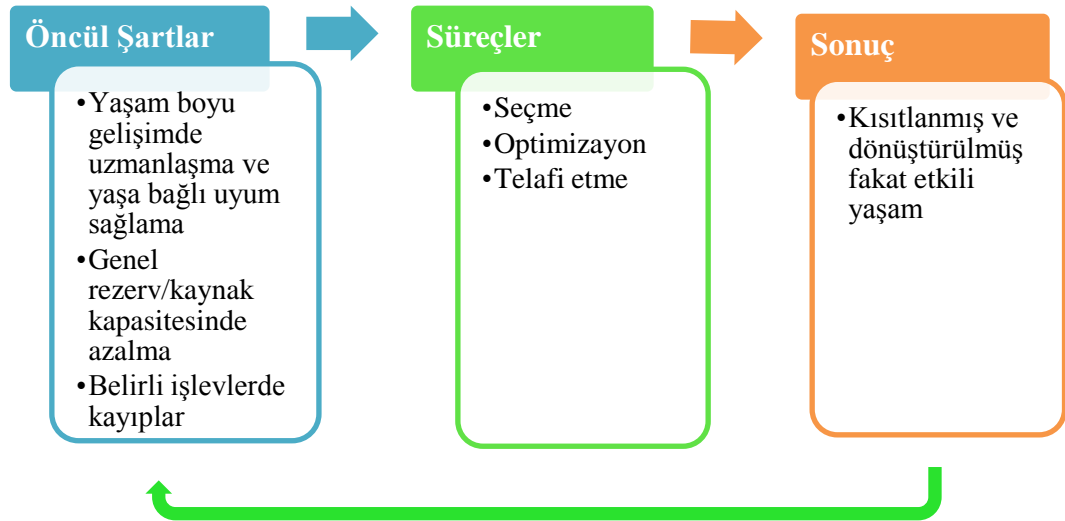 Öncül Şartlar
•Yaşam boyu
gelişimde
uzmanlaşma ve
yaşa bağlı uyum
sağlama
•Genel
rezerv/kaynak
kapasitesinde
azalma
•Belirli işlevlerde
kayıplar
Süreçler
•Seçme
•Optimizayon
•Telafi etme
Sonuç
•Kısıtlanmış ve
dönüştürülmüş
fakat etkili
yaşam